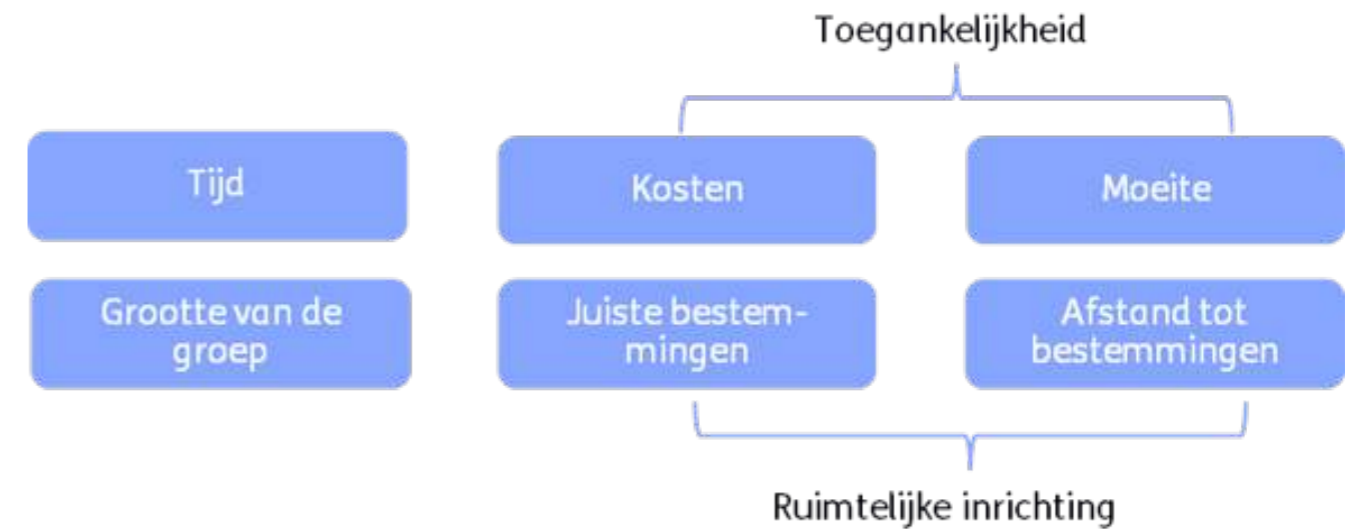 Toegankelijkheid
Tijd
Kosten
Moeite
Grootte van de
groep
Juiste bestem-
mingen
Afstand tot
bestemmingen
Ruimtelijke inrichting